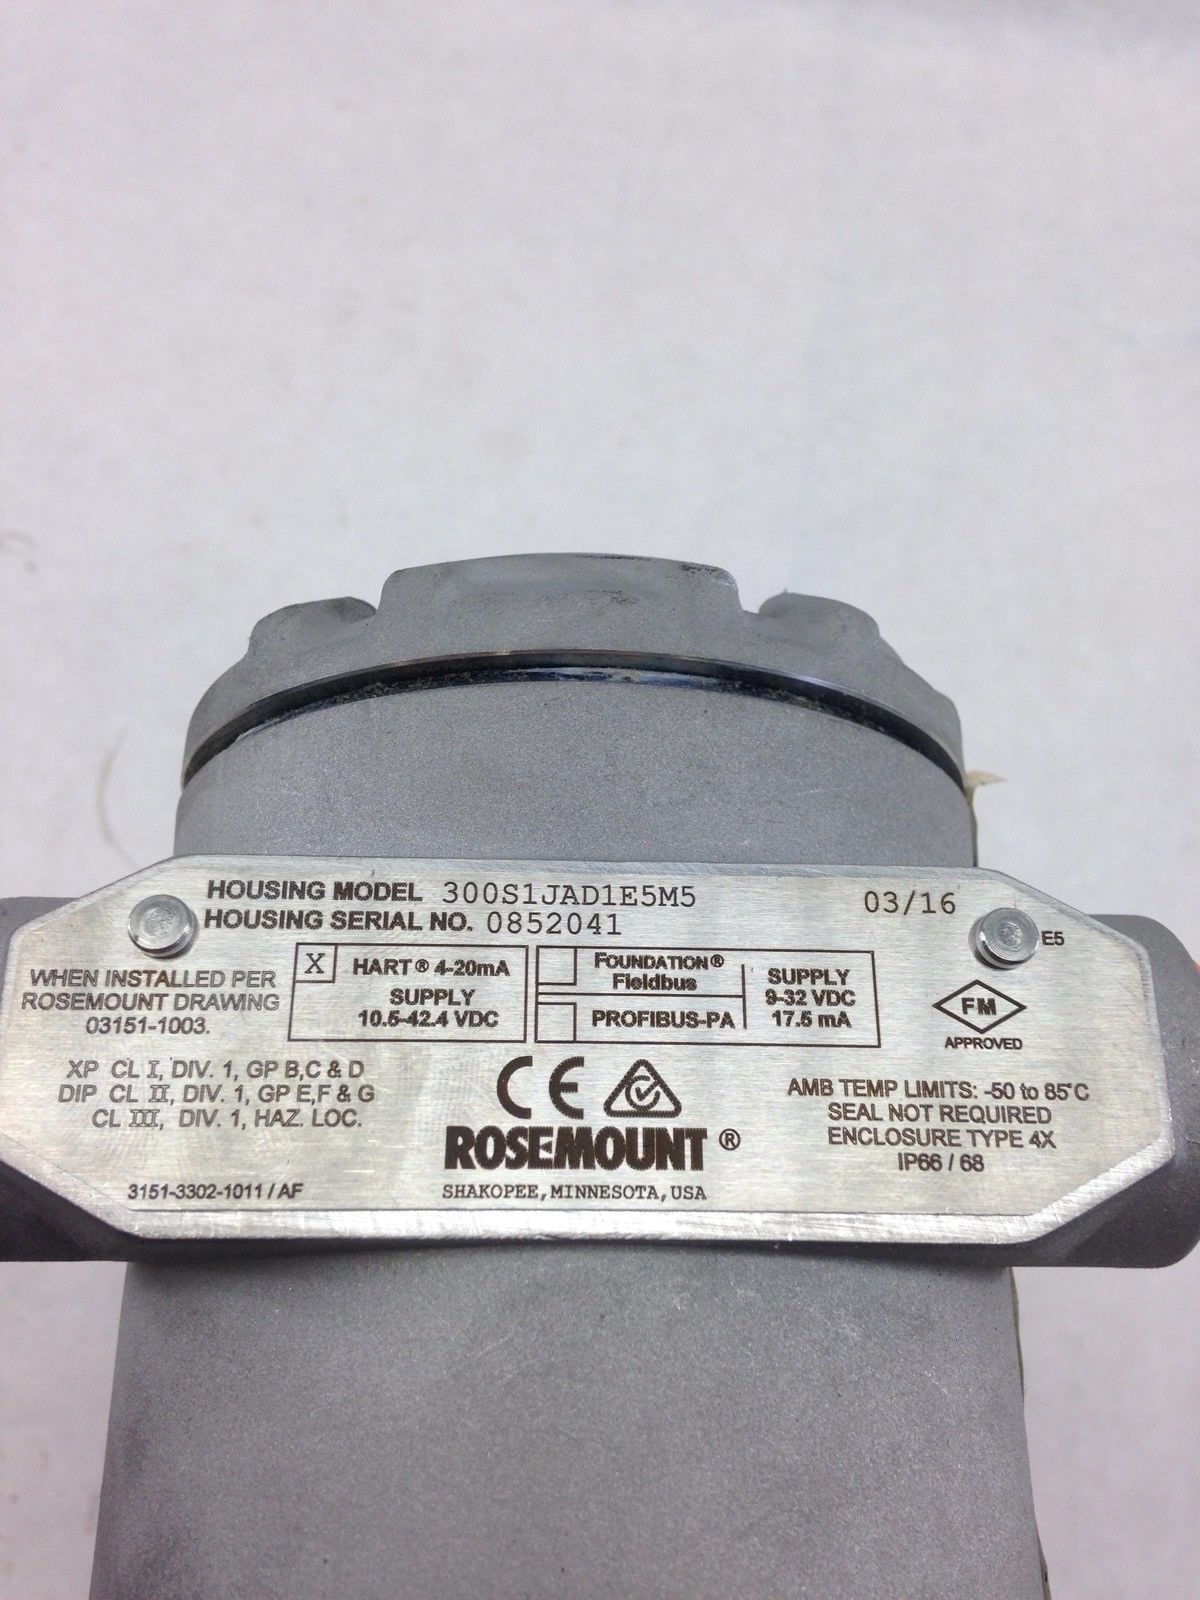 HOUSING MODEL 300S1JAD1E5M5
03/16
HOUSING SERIAL NO. 0852041
E5
WHEN INSTALLED PER
ROSEMOUNT DRAWING
03151-1003.
X HART® 4-20mA
SUPPLY
10.5-42.4 VDC
FOUNDATION®
Fieldbus
PROFIBUS-PA
SUPPLY
9-32 VDC
17.5 mA
FM
APPROVED
XP CL I, DIV. 1, GP B,C & D
DIP CL II, DIV. 1, GP E,F & G
CL III, DIV. 1, HAZ. LOC.
CE
AMB TEMP LIMITS: -50 to 85°C
SEAL NOT REQUIRED
ENCLOSURE TYPE 4X
IP66 / 68
ROSEMOUNT®
3151-3302-1011 / AF
SHAKOPEE, MINNESOTA, USA